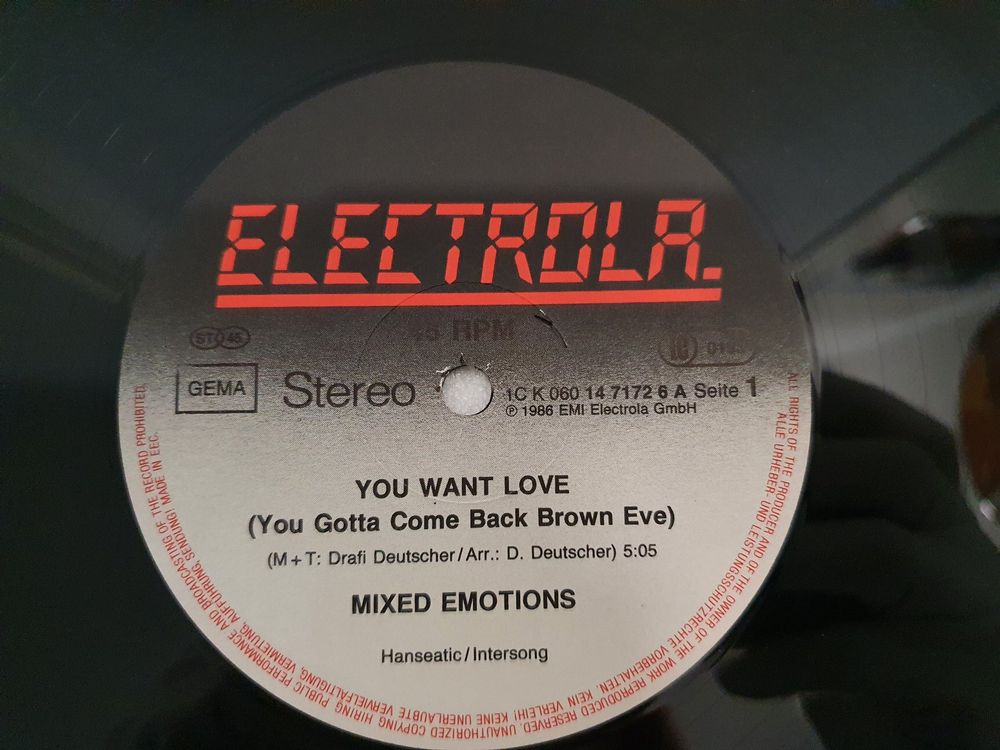 ELECTROLA.
45 RPM
ST 45
GEMA
Stereo
1C K 060 14 7172 6 A Seite 1
℗ 1986 EMI Electrola GmbH
YOU WANT LOVE
(You Gotta Come Back Brown Eve)
(M + T: Drafi Deutscher/Arr.: D. Deutscher) 5:05
MIXED EMOTIONS
Hanseatic/Intersong
ALL RIGHTS OF THE PRODUCER AND OF THE OWNER OF THE WORK REPRODUCED RESERVED. UNAUTHORIZED COPYING HIRING PUBLIC PERFORMANCE AND BROADCASTING OF THE RECORD PROHIBITED.
ALLE URHEBER- UND LEISTUNGSSCHUTZRECHTE VORBEHALTEN. KEIN VERLEIH! KEINE UNERLAUBTE VERVIELFÄLTIGUNG, VERMIETUNG, AUFFÜHRUNG, SENDUNG! MADE IN EEC.